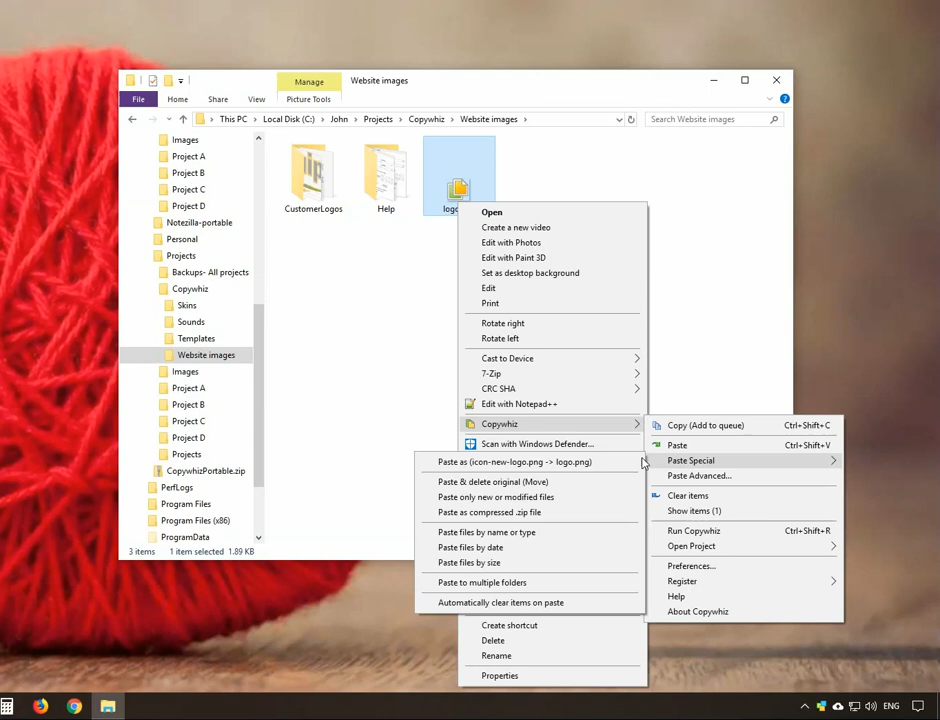 Manage
Website images
File
Home
Share
View
Picture Tools
This PC
Local Disk (C:)
John
Projects
Copywhiz
Website images
Search Website images
Images
Project A
Project B
Project C
Project D
Notezilla-portable
Personal
Projects
Backups- All projects
Copywhiz
Skins
Sounds
Templates
Website images
Images
Project A
Project B
Project C
Project D
Projects
CopywhizPortable.zip
PerfLogs
Program Files
Program Files (x86)
ProgramData
3 items 1 item selected 1.89 KB
CustomerLogos
Help
Open
Create a new video
Edit with Photos
Edit with Paint 3D
Set as desktop background
Edit
Print
Rotate right
Rotate left
Cast to Device
7-Zip
CRC SHA
Edit with Notepad++
Copywhiz
Scan with Windows Defender...
Create shortcut
Delete
Rename
Properties
Copy (Add to queue) Ctrl+Shift+C
Paste Ctrl+Shift+V
Paste Special
Paste Advanced...
Clear items
Show items (1)
Run Copywhiz Ctrl+Shift+R
Open Project
Preferences...
Register
Help
About Copywhiz
Paste as (icon-new-logo.png -> logo.png)
Paste & delete original (Move)
Paste only new or modified files
Paste as compressed .zip file
Paste files by name or type
Paste files by date
Paste files by size
Paste to multiple folders
Automatically clear items on paste
ENG